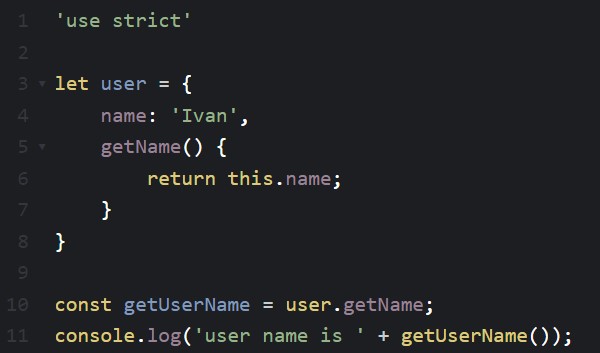 1 'use strict'
2
3 let user = {
4     name: 'Ivan',
5     getName() {
6         return this.name;
7     }
8 }
9
10 const getUserName = user.getName;
11 console.log('user name is ' + getUserName());